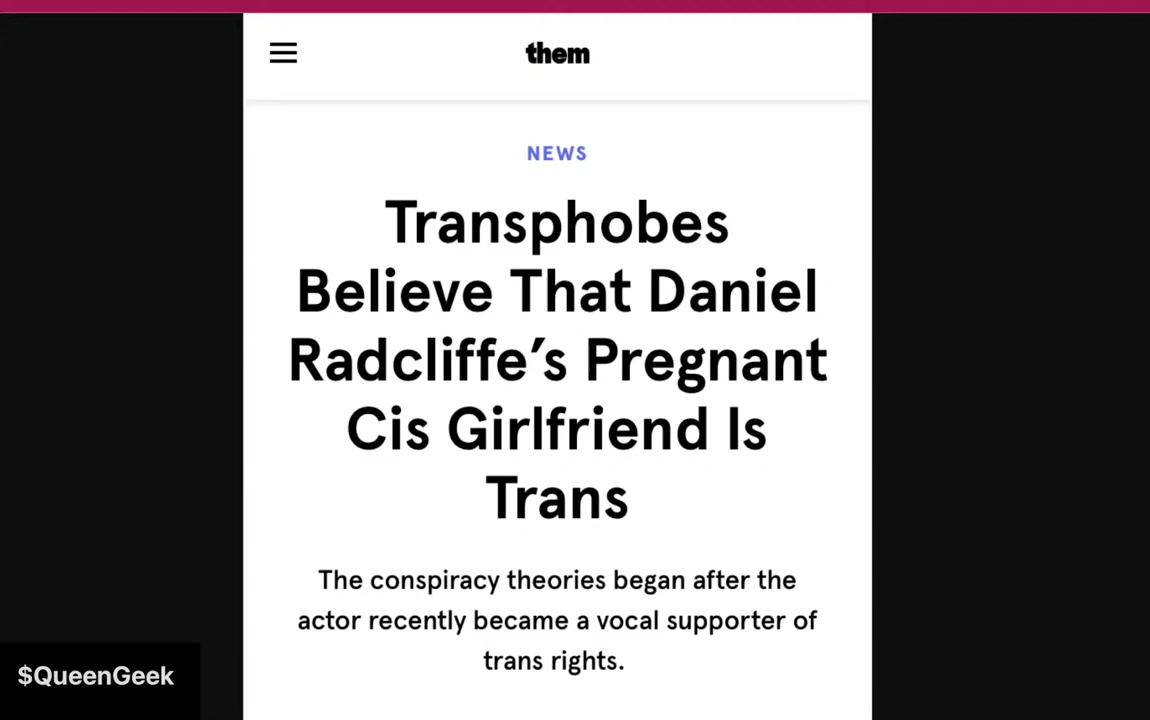 them
NEWS
Transphobes
Believe That Daniel
Radcliffe’s Pregnant
Cis Girlfriend Is
Trans
The conspiracy theories began after the
actor recently became a vocal supporter of
trans rights.
$QueenGeek